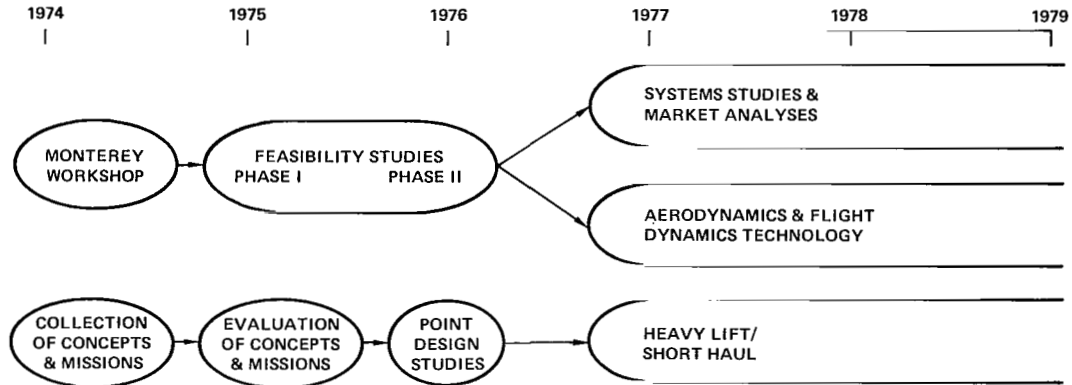 1974 1975 1976 1977 1978 1979
SYSTEMS STUDIES &
MARKET ANALYSES
MONTEREY
WORKSHOP
FEASIBILITY STUDIES
PHASE I PHASE II
AERODYNAMICS & FLIGHT
DYNAMICS TECHNOLOGY
COLLECTION
OF CONCEPTS
& MISSIONS
EVALUATION
OF CONCEPTS
& MISSIONS
POINT
DESIGN
STUDIES
HEAVY LIFT/
SHORT HAUL